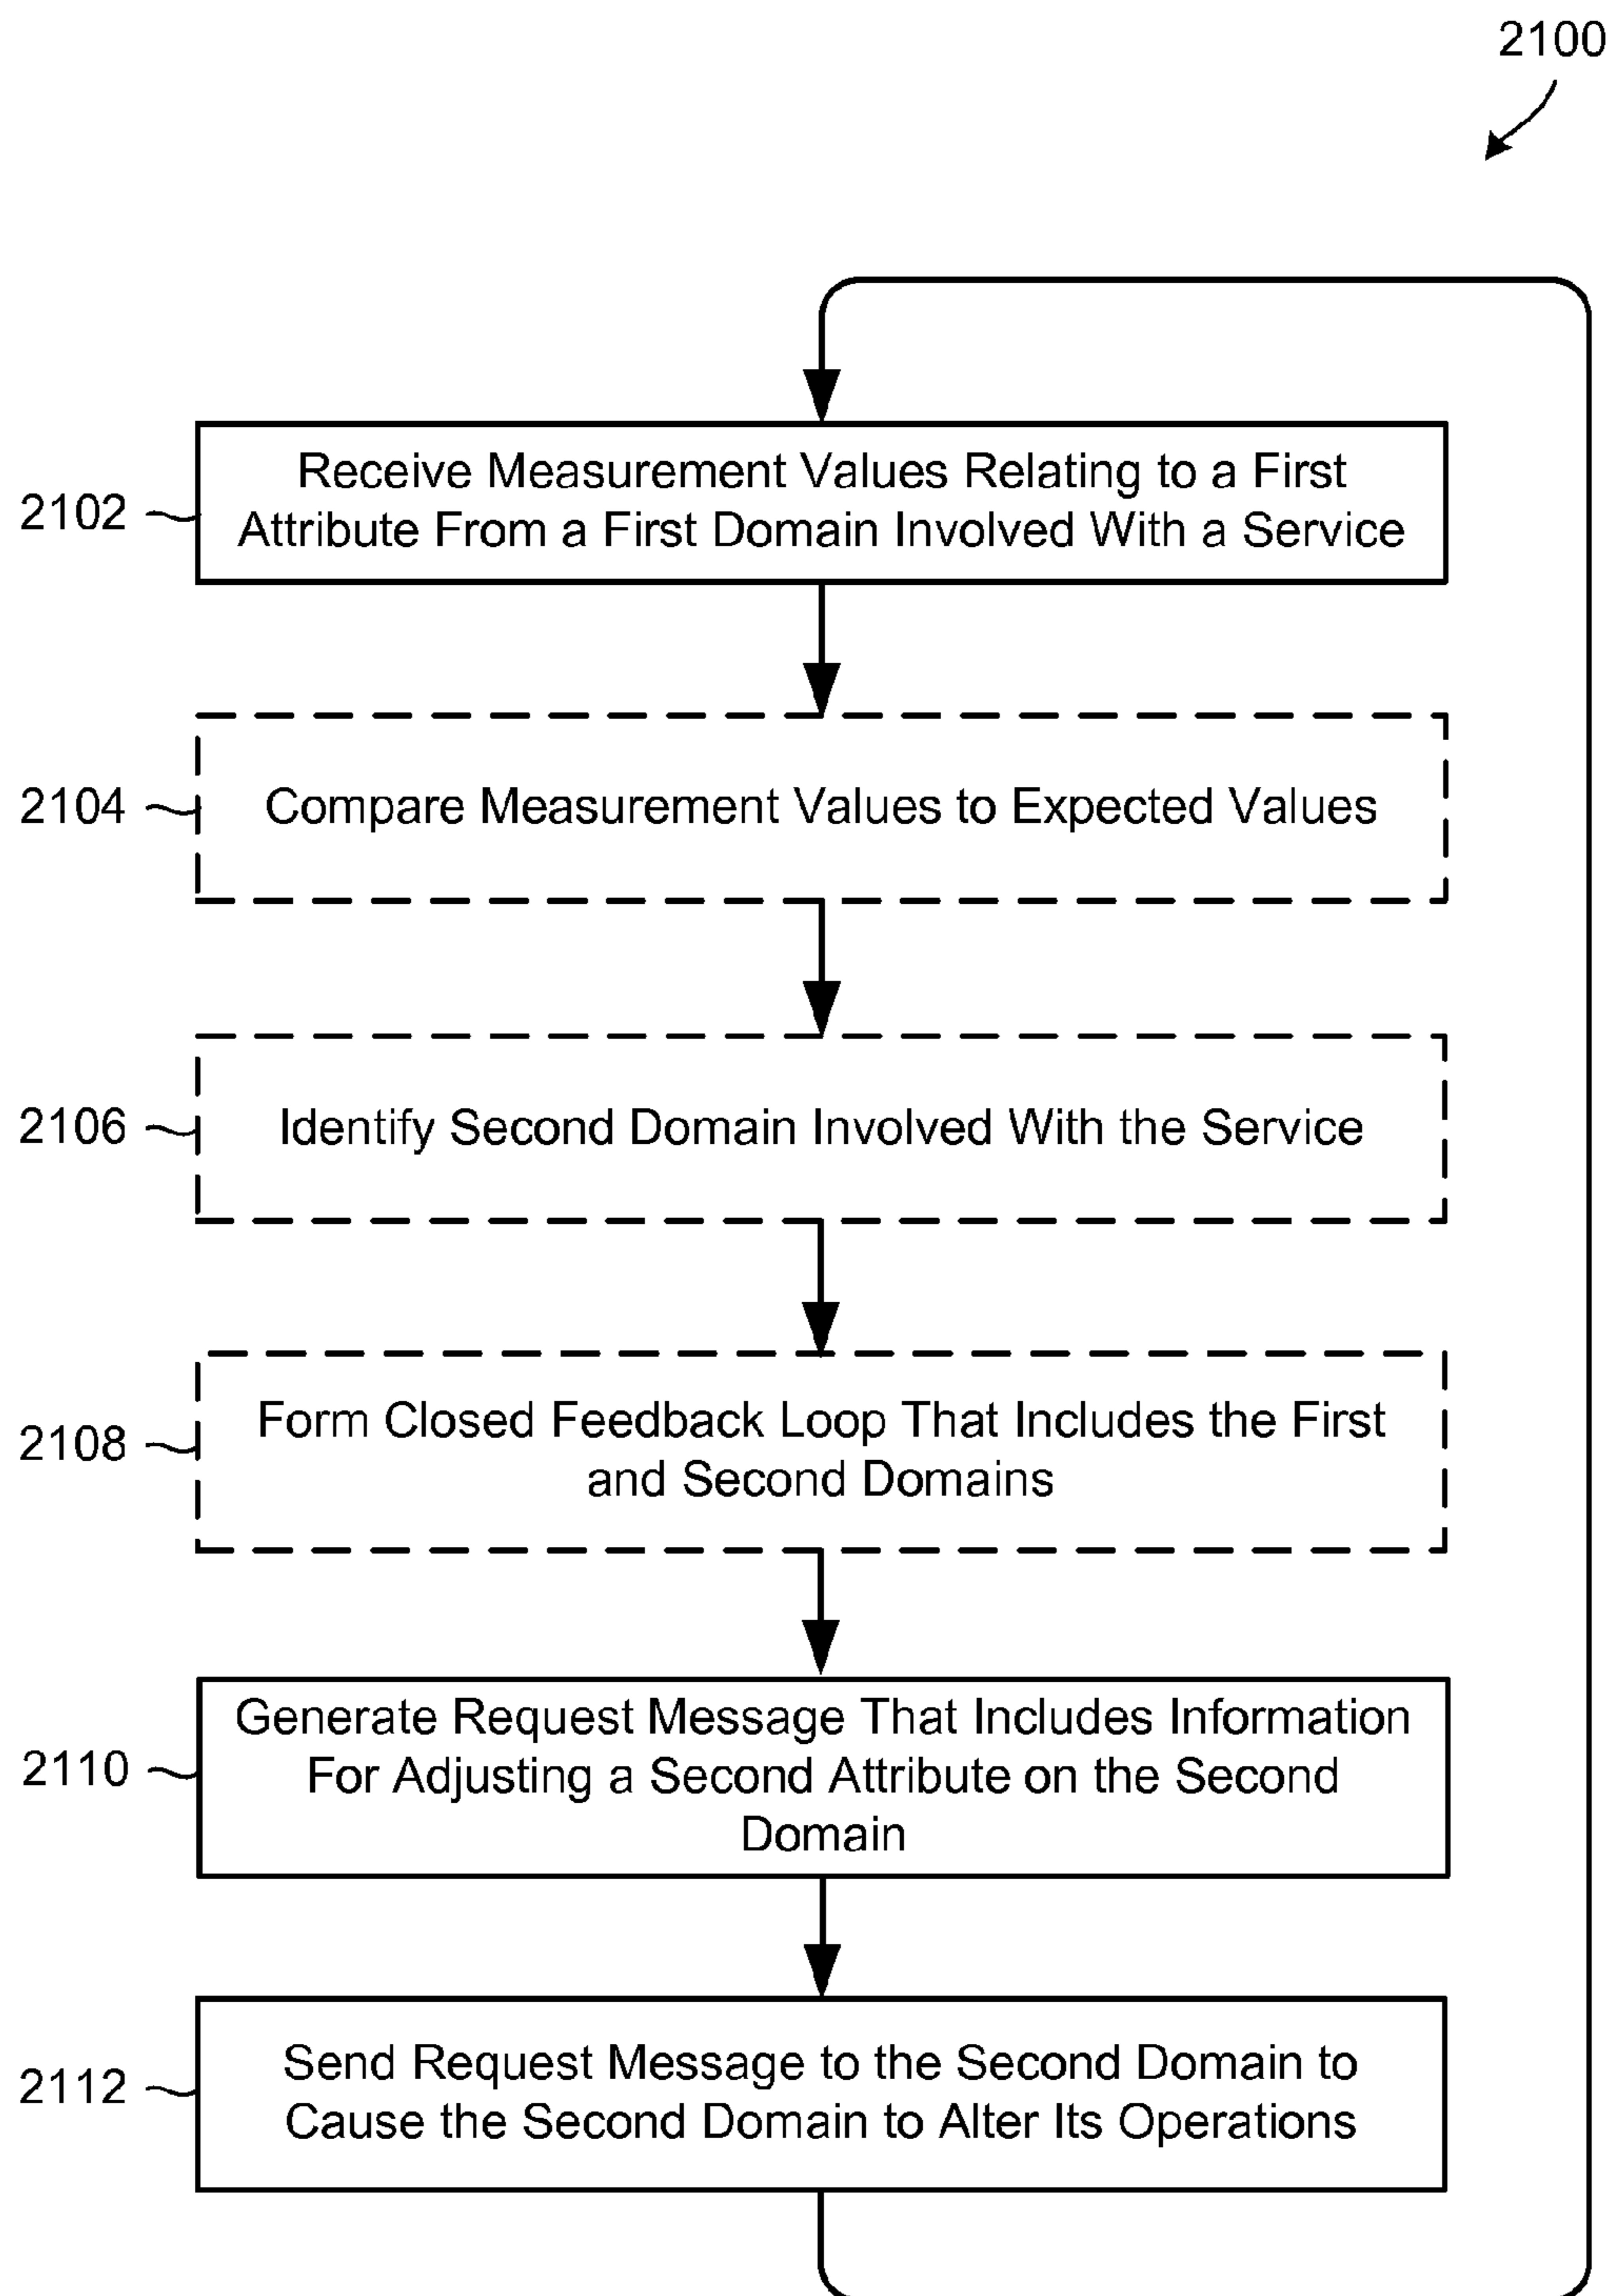 2100
2102
Receive Measurement Values Relating to a First
Attribute From a First Domain Involved With a Service
2104
Compare Measurement Values to Expected Values
2106
Identify Second Domain Involved With the Service
2108
Form Closed Feedback Loop That Includes the First
and Second Domains
2110
Generate Request Message That Includes Information
For Adjusting a Second Attribute on the Second
Domain
2112
Send Request Message to the Second Domain to
Cause the Second Domain to Alter Its Operations